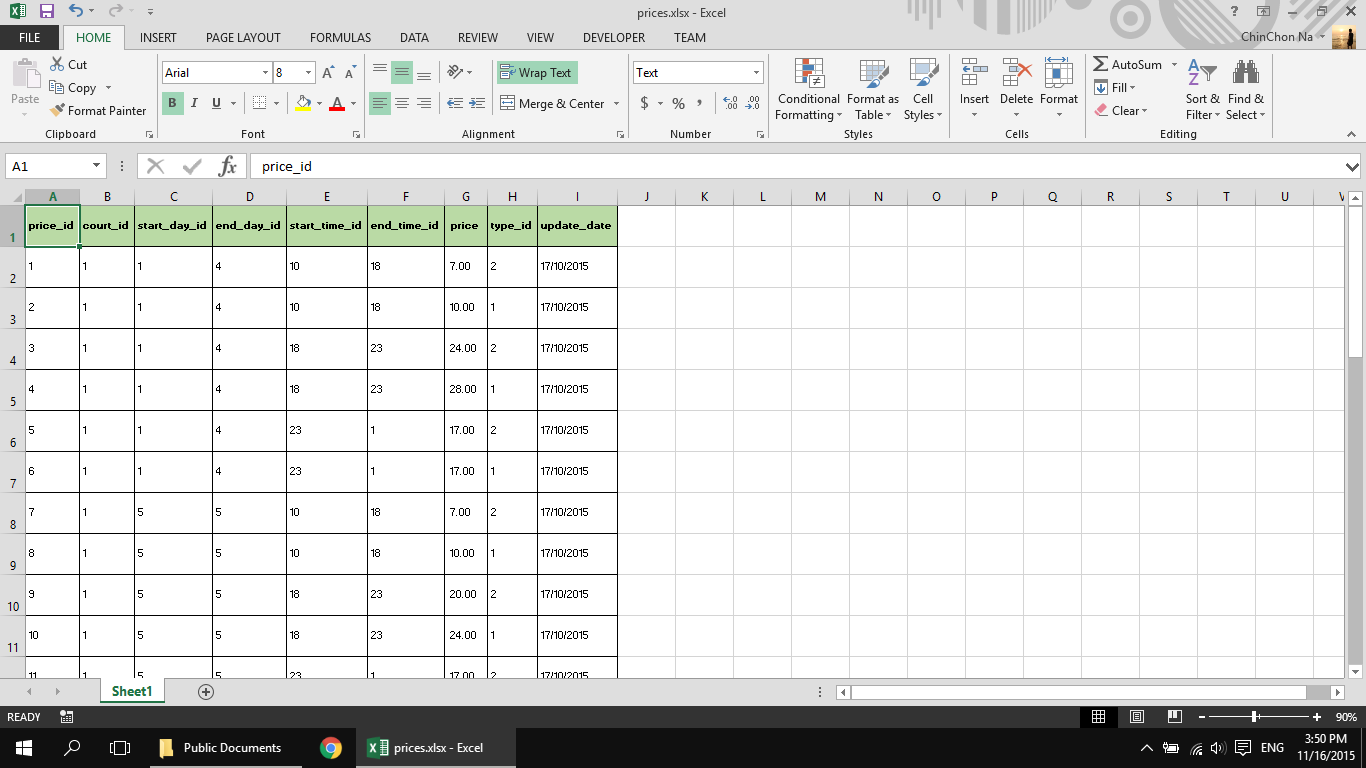 prices.xlsx - Excel
FILE HOME INSERT PAGE LAYOUT FORMULAS DATA REVIEW VIEW DEVELOPER TEAM ChinChon Na
Paste
Cut
Copy
Format Painter
Clipboard
Arial 8
B I U
Font
Wrap Text
Merge & Center
Alignment
Text
$ % ,
Number
Conditional Formatting
Format as Table
Cell Styles
Styles
Insert Delete Format
Cells
AutoSum
Fill
Clear
Sort & Filter
Find & Select
Editing
A1 fx price_id
A B C D E F G H I J K L M N O P Q R S T U
1 price_id court_id start_day_id end_day_id start_time_id end_time_id price type_id update_date
2 1 1 1 4 10 18 7.00 2 17/10/2015
3 2 1 1 4 10 18 10.00 1 17/10/2015
4 3 1 1 4 18 23 24.00 2 17/10/2015
5 4 1 1 4 18 23 28.00 1 17/10/2015
6 5 1 1 4 23 1 17.00 2 17/10/2015
7 6 1 1 4 23 1 17.00 1 17/10/2015
8 7 1 5 5 10 18 7.00 2 17/10/2015
9 8 1 5 5 10 18 10.00 1 17/10/2015
10 9 1 5 5 18 23 20.00 2 17/10/2015
11 10 1 5 5 18 23 24.00 1 17/10/2015
11 1 5 5 23 1 17.00 2 17/10/2015
Sheet1
READY 90%
Public Documents prices.xlsx - Excel ENG 3:50 PM
11/16/2015